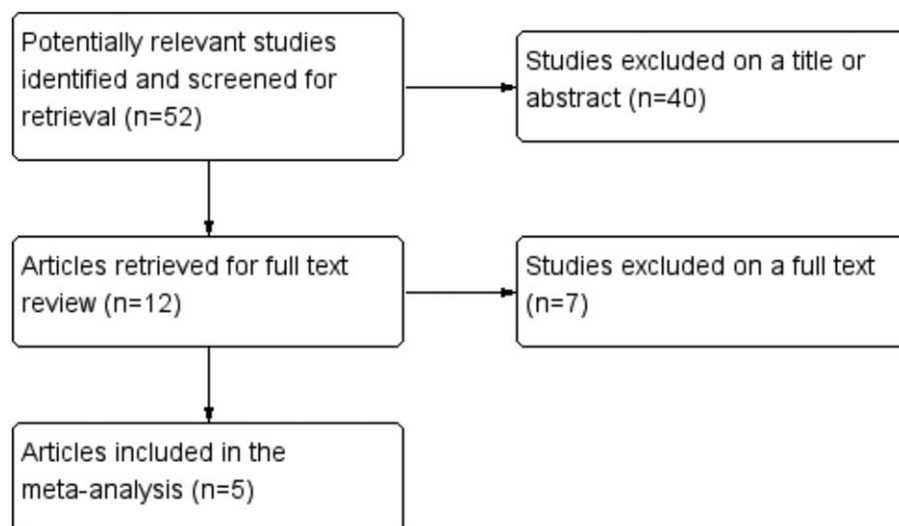 Potentially relevant studies
identified and screened for
retrieval (n=52)
Studies excluded on a title or
abstract (n=40)
Articles retrieved for full text
review (n=12)
Studies excluded on a full text
(n=7)
Articles included in the
meta-analysis (n=5)